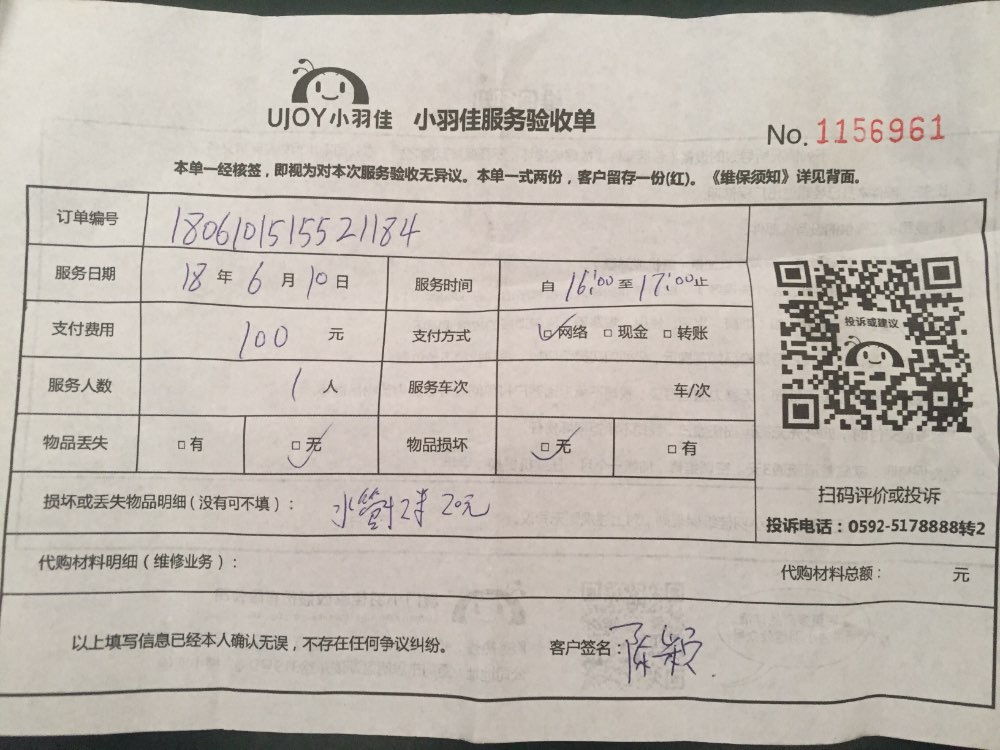 UJOY小羽佳 小羽佳服务验收单
No. 1156961
本单一经核签，即视为对本次服务验收无异议。本单一式两份，客户留存一份(红)。《维保须知》详见背面。
订单编号 1806101515521184
服务日期 18 年 6 月 10 日 服务时间 自 16:00 至 17:00 止
支付费用 100 元 支付方式 □网络 □现金 □转账
服务人数 1 人 服务车次 车/次
物品丢失 □有 □无 物品损坏 □无 □有
投诉或建议
扫码评价或投诉
投诉电话：0592-5178888转2
损坏或丢失物品明细（没有可不填）： 水管 20元
代购材料明细（维修业务）：
代购材料总额： 元
以上填写信息已经本人确认无误，不存在任何争议纠纷。 客户签名：陈颖